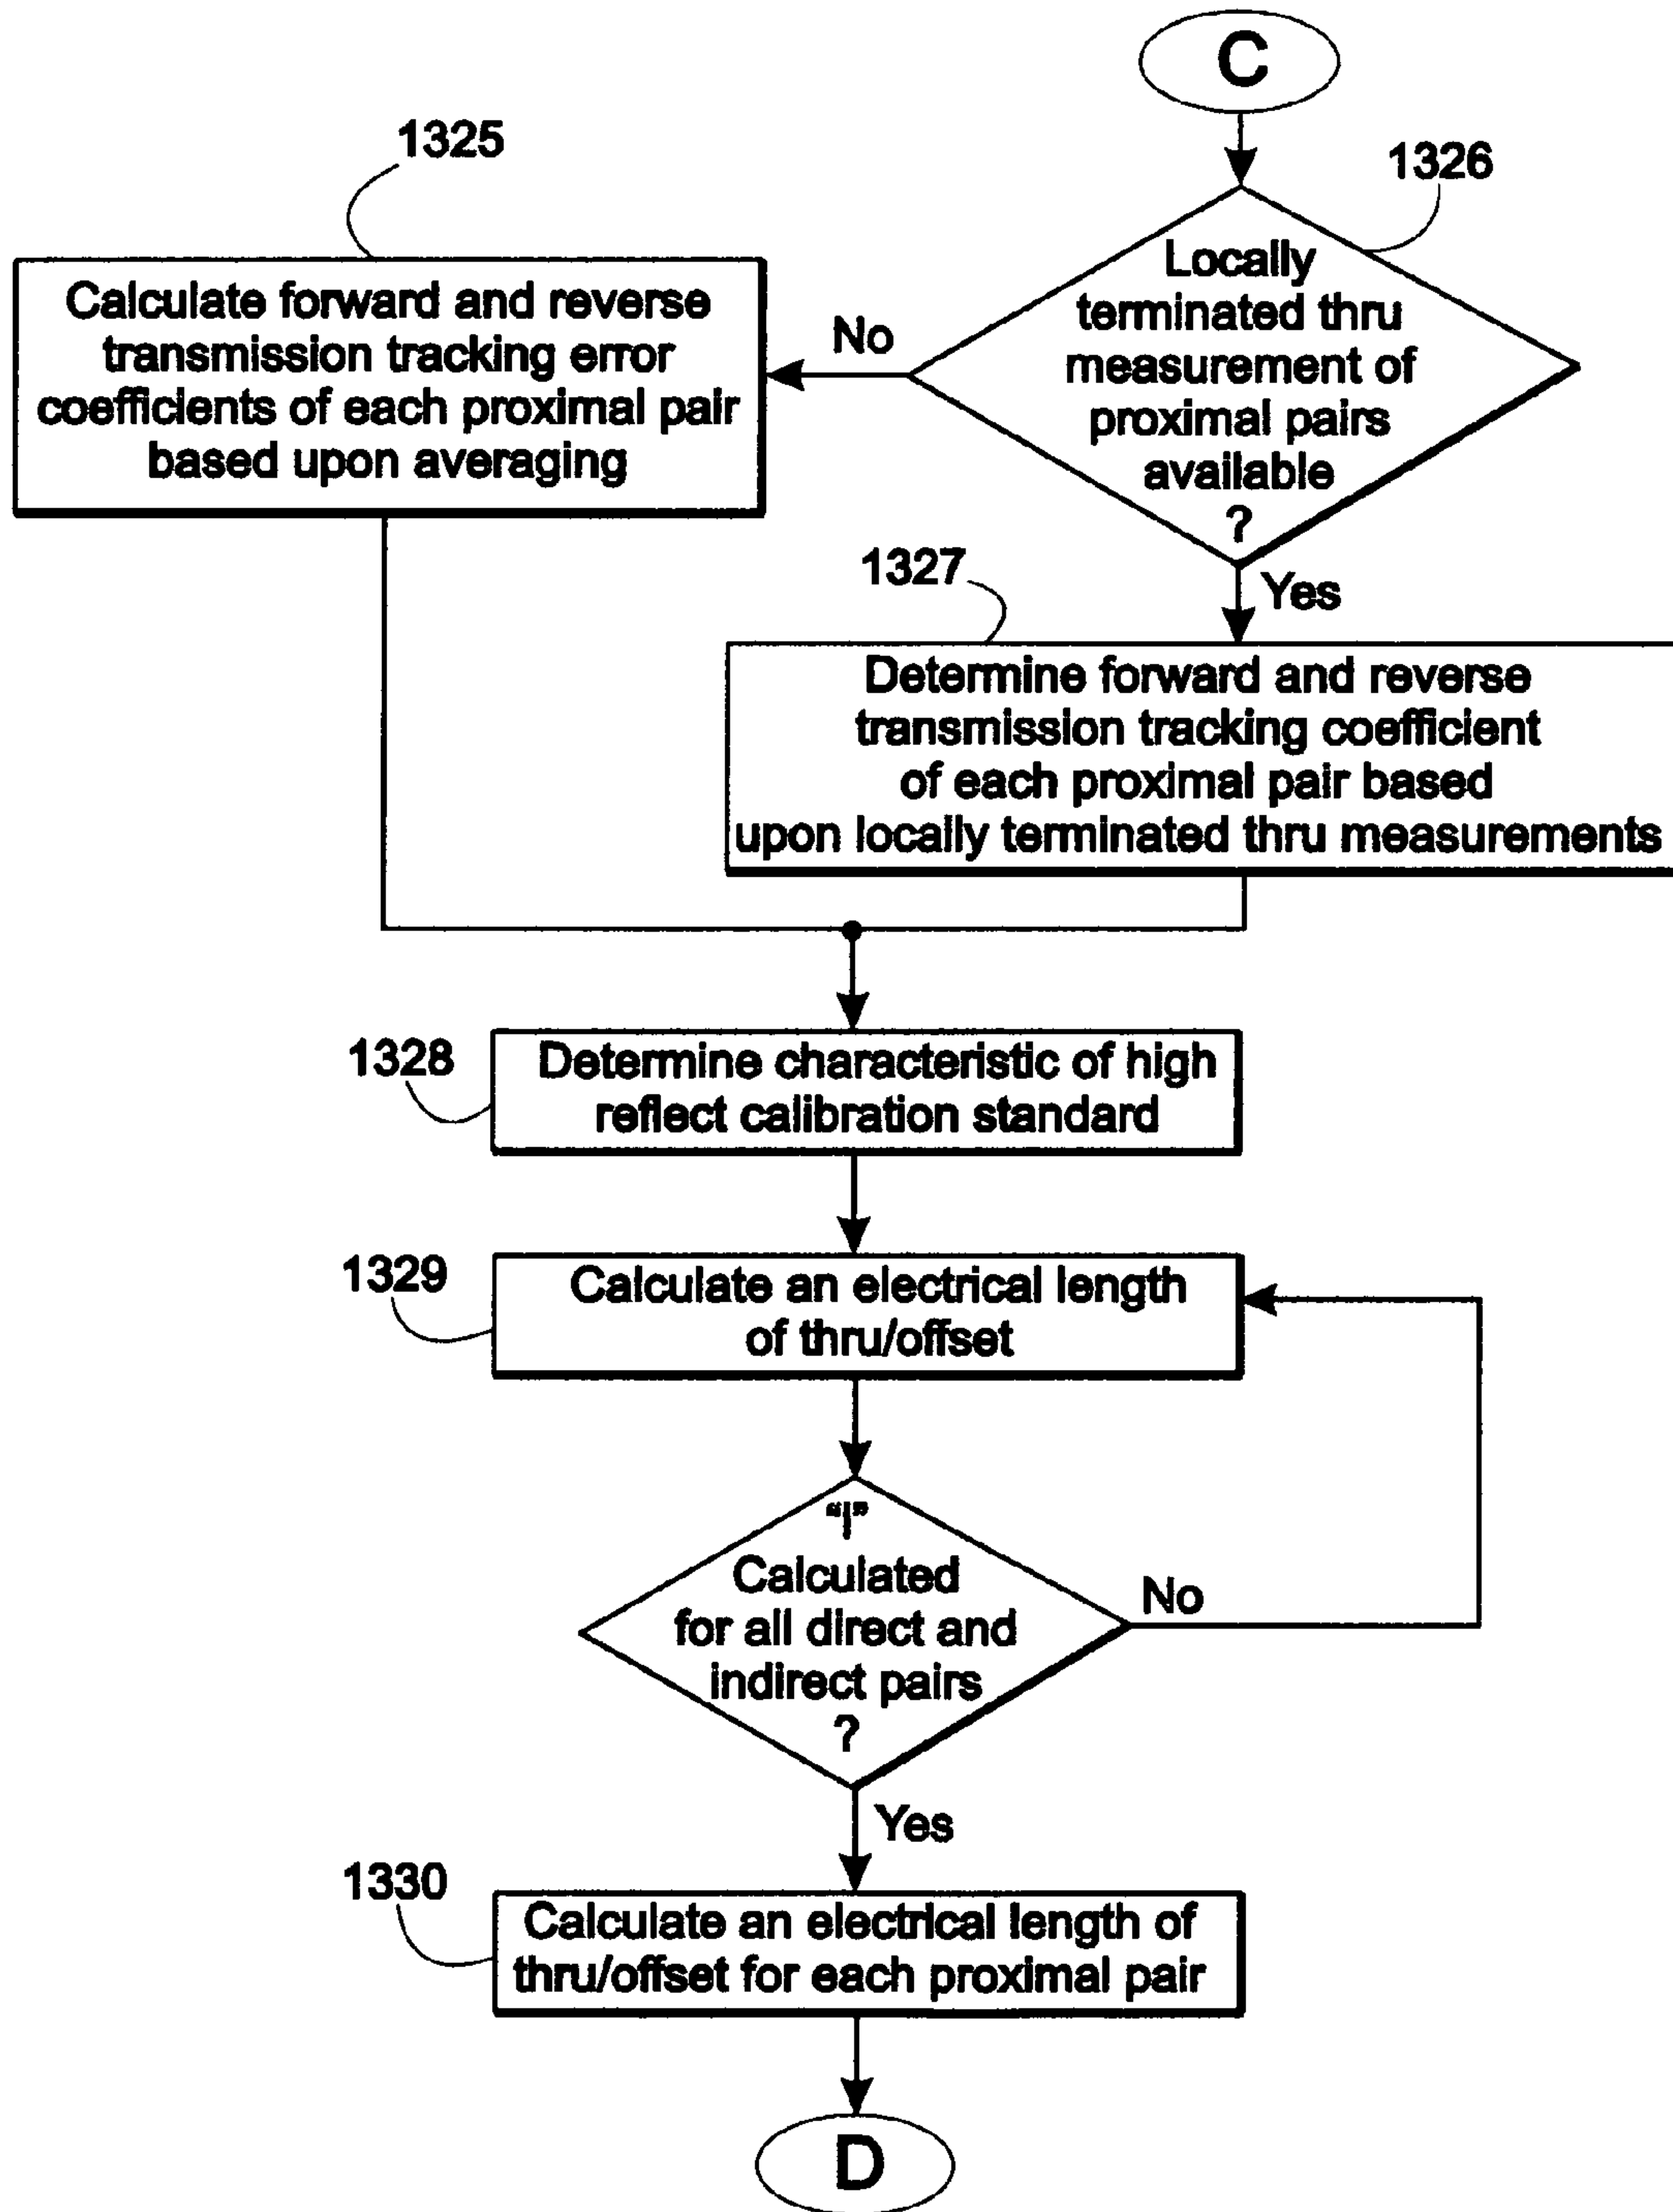 C
1325
1326
Locally
terminated thru
measurement of
proximal pairs
available
?
No
Calculate forward and reverse
transmission tracking error
coefficients of each proximal pair
based upon averaging
Yes
1327
Determine forward and reverse
transmission tracking coefficient
of each proximal pair based
upon locally terminated thru measurements
1328
Determine characteristic of high
reflect calibration standard
1329
Calculate an electrical length
of thru/offset
“l”
Calculated
for all direct and
indirect pairs
?
No
Yes
1330
Calculate an electrical length of
thru/offset for each proximal pair
D